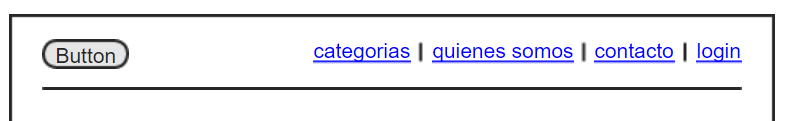 Button categorias | quienes somos | contacto | login